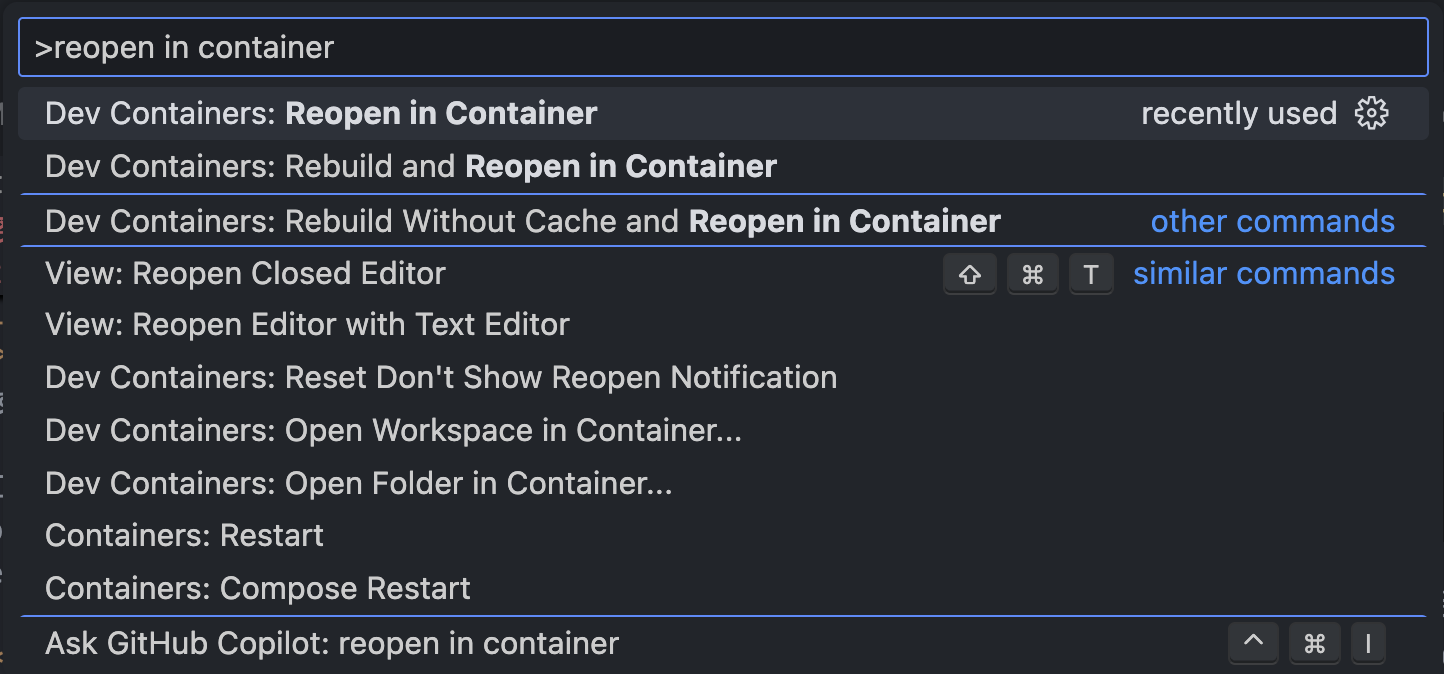 >reopen in container
Dev Containers: Reopen in Container recently used
Dev Containers: Rebuild and Reopen in Container
Dev Containers: Rebuild Without Cache and Reopen in Container other commands
View: Reopen Closed Editor ⇧ ⌘ T similar commands
View: Reopen Editor with Text Editor
Dev Containers: Reset Don't Show Reopen Notification
Dev Containers: Open Workspace in Container...
Dev Containers: Open Folder in Container...
Containers: Restart
Containers: Compose Restart
Ask GitHub Copilot: reopen in container ^ ⌘ I